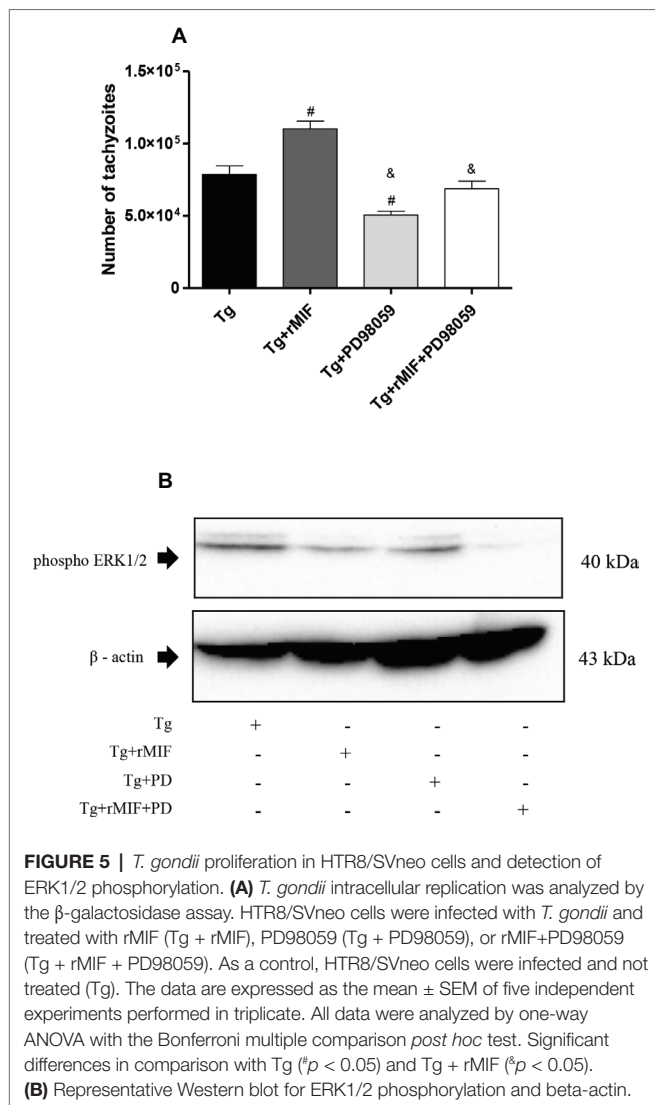 A
Number of tachyzoites
1.5×10⁵
1.0×10⁵
5.0×10⁴
0
#
&
#
&
Tg
Tg+rMIF
Tg+PD98059
Tg+rMIF+PD98059
B
phospho ERK1/2
40 kDa
β - actin
43 kDa
Tg + - - -
Tg+rMIF - + - -
Tg+PD - - + -
Tg+rMIF+PD - - - +
FIGURE 5 | T. gondii proliferation in HTR8/SVneo cells and detection of
ERK1/2 phosphorylation. (A) T. gondii intracellular replication was analyzed by
the β-galactosidase assay. HTR8/SVneo cells were infected with T. gondii and
treated with rMIF (Tg + rMIF), PD98059 (Tg + PD98059), or rMIF+PD98059
(Tg + rMIF + PD98059). As a control, HTR8/SVneo cells were infected and not
treated (Tg). The data are expressed as the mean ± SEM of five independent
experiments performed in triplicate. All data were analyzed by one-way
ANOVA with the Bonferroni multiple comparison post hoc test. Significant
differences in comparison with Tg (#p < 0.05) and Tg + rMIF (&p < 0.05).
(B) Representative Western blot for ERK1/2 phosphorylation and beta-actin.